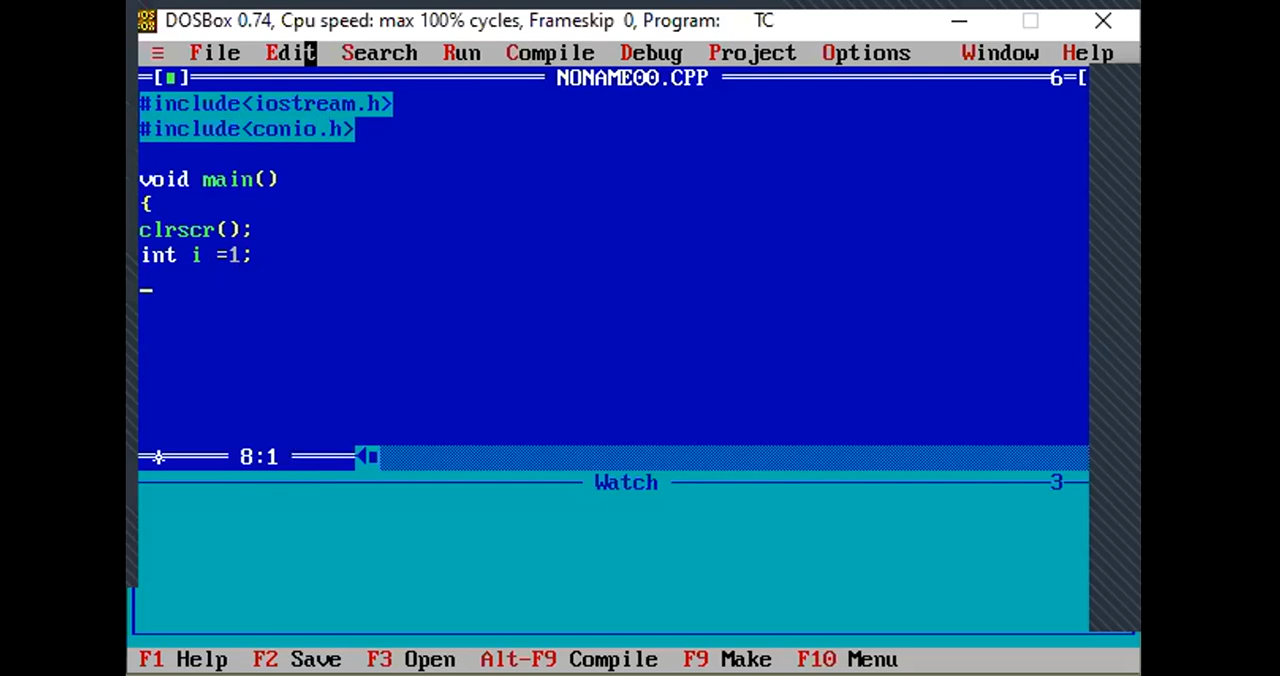 DOSBox 0.74, Cpu speed: max 100% cycles, Frameskip 0, Program: TC
≡ File Edit Search Run Compile Debug Project Options Window Help
[■] NONAME00.CPP 6=[
#include<iostream.h>
#include<conio.h>
void main()
{
clrscr();
int i =1;
8:1
Watch 3
F1 Help F2 Save F3 Open Alt-F9 Compile F9 Make F10 Menu